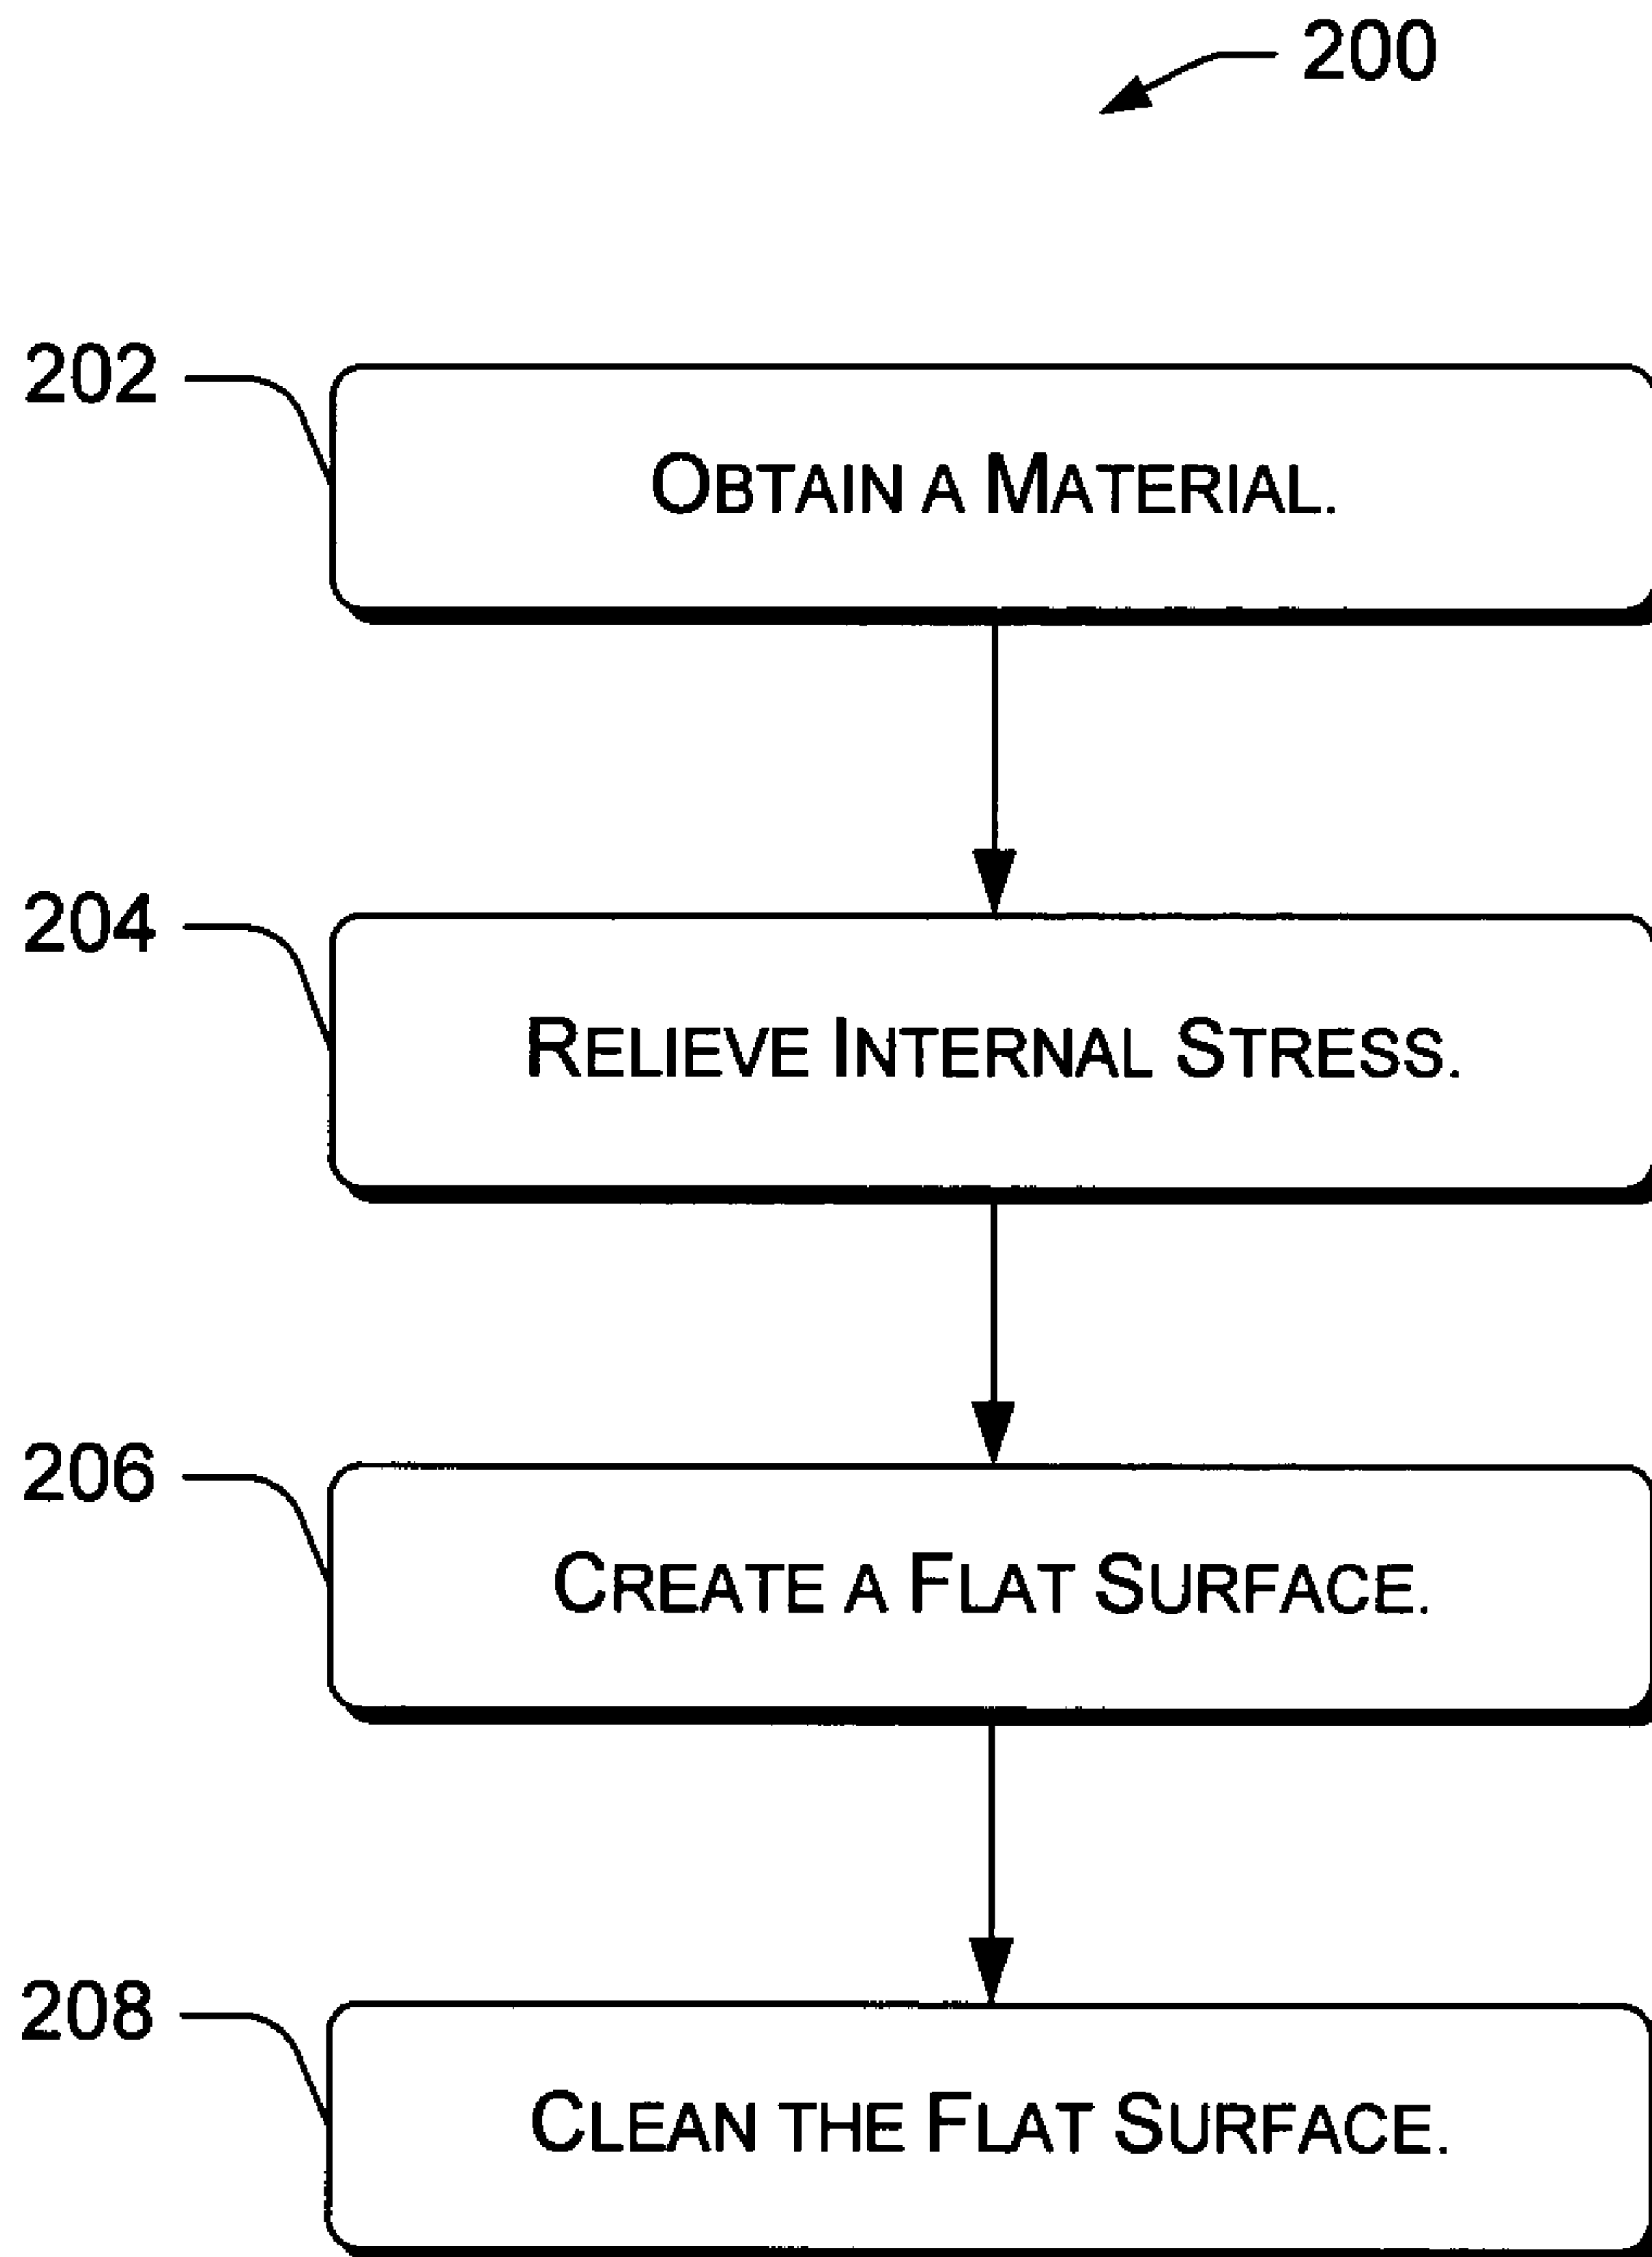 200
202
OBTAIN A MATERIAL.
204
RELIEVE INTERNAL STRESS.
206
CREATE A FLAT SURFACE.
208
CLEAN THE FLAT SURFACE.